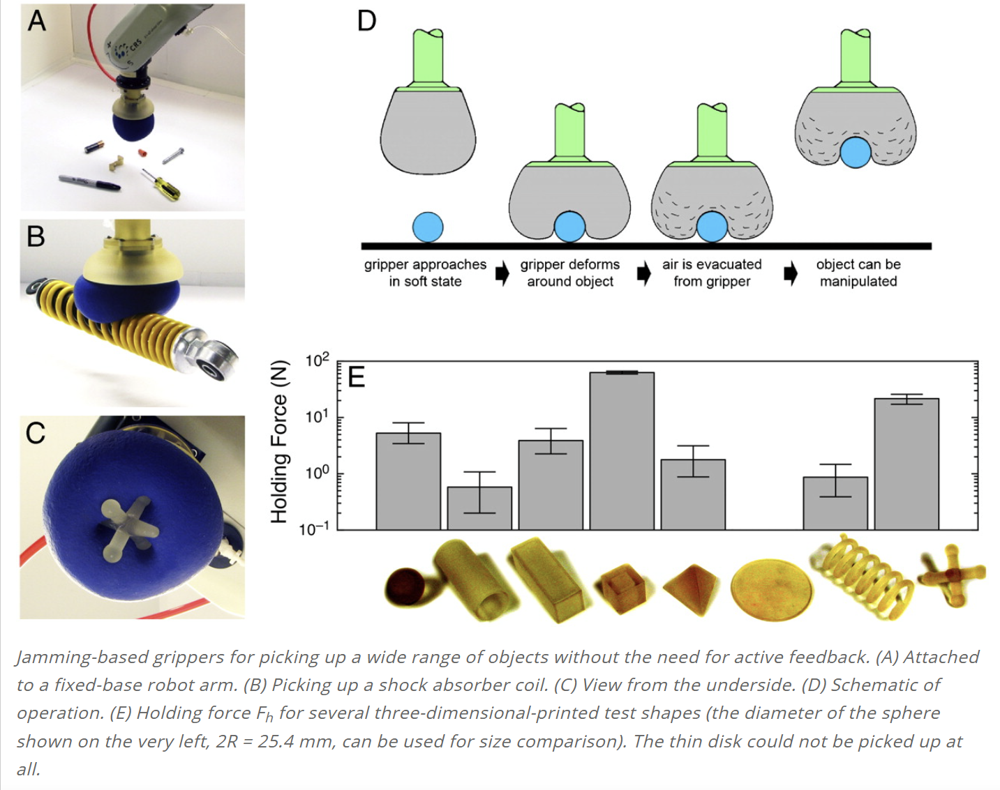 A
CRS
B
C
D
gripper approaches
in soft state
gripper deforms
around object
air is evacuated
from gripper
object can be
manipulated
E
Holding Force (N)
10²
10¹
10⁰
10⁻¹
Jamming-based grippers for picking up a wide range of objects without the need for active feedback. (A) Attached
to a fixed-base robot arm. (B) Picking up a shock absorber coil. (C) View from the underside. (D) Schematic of
operation. (E) Holding force Fₕ for several three-dimensional-printed test shapes (the diameter of the sphere
shown on the very left, 2R = 25.4 mm, can be used for size comparison). The thin disk could not be picked up at
all.